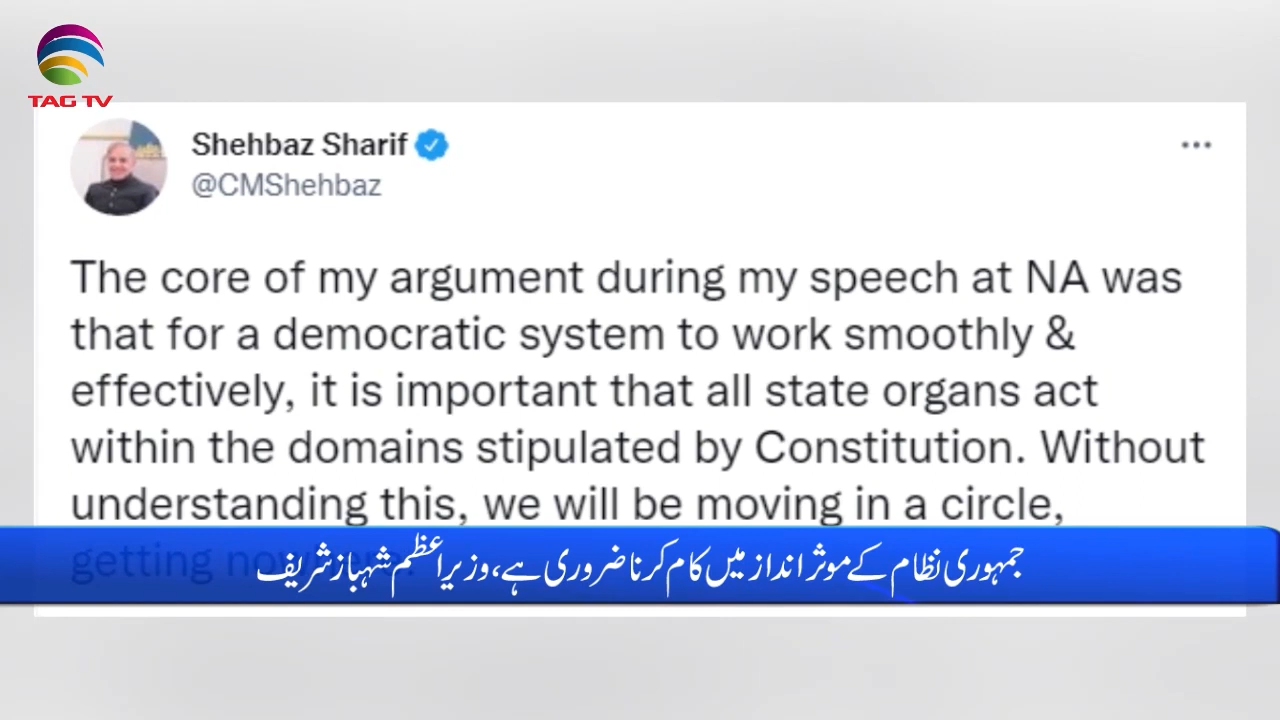 TAG TV
Shehbaz Sharif
@CMShehbaz
The core of my argument during my speech at NA was
that for a democratic system to work smoothly &
effectively, it is important that all state organs act
within the domains stipulated by Constitution. Without
understanding this, we will be moving in a circle,
getting nowhere.
جمہوری نظام کے موثر انداز میں کام کرنا ضروری ہے، وزیراعظم شہباز شریف